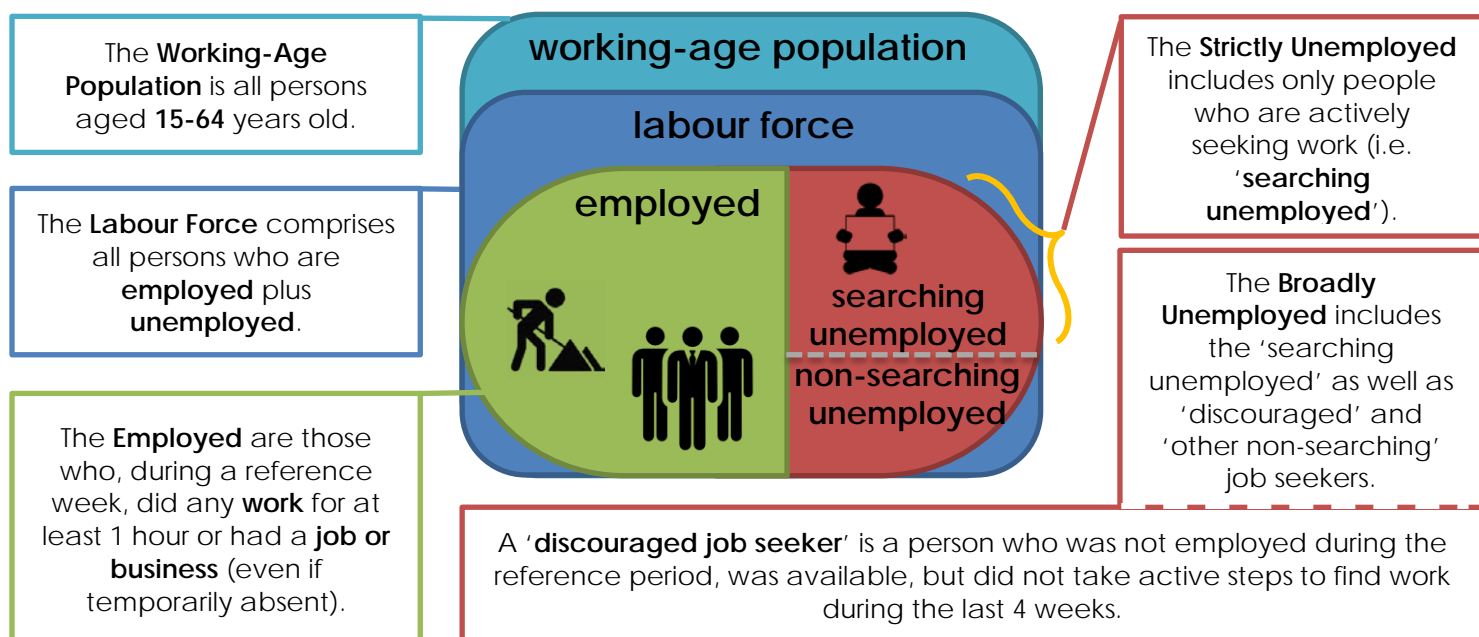 The Working-Age
Population is all persons
aged 15-64 years old.
The Labour Force comprises
all persons who are
employed plus
unemployed.
The Employed are those
who, during a reference
week, did any work for at
least 1 hour or had a job or
business (even if
temporarily absent).
working-age population
labour force
employed
searching
unemployed
non-searching
unemployed
The Strictly Unemployed
includes only people
who are actively
seeking work (i.e.
‘searching
unemployed’).
The Broadly
Unemployed includes
the ‘searching
unemployed’ as well as
‘discouraged’ and
‘other non-searching’
job seekers.
A ‘discouraged job seeker’ is a person who was not employed during the
reference period, was available, but did not take active steps to find work
during the last 4 weeks.